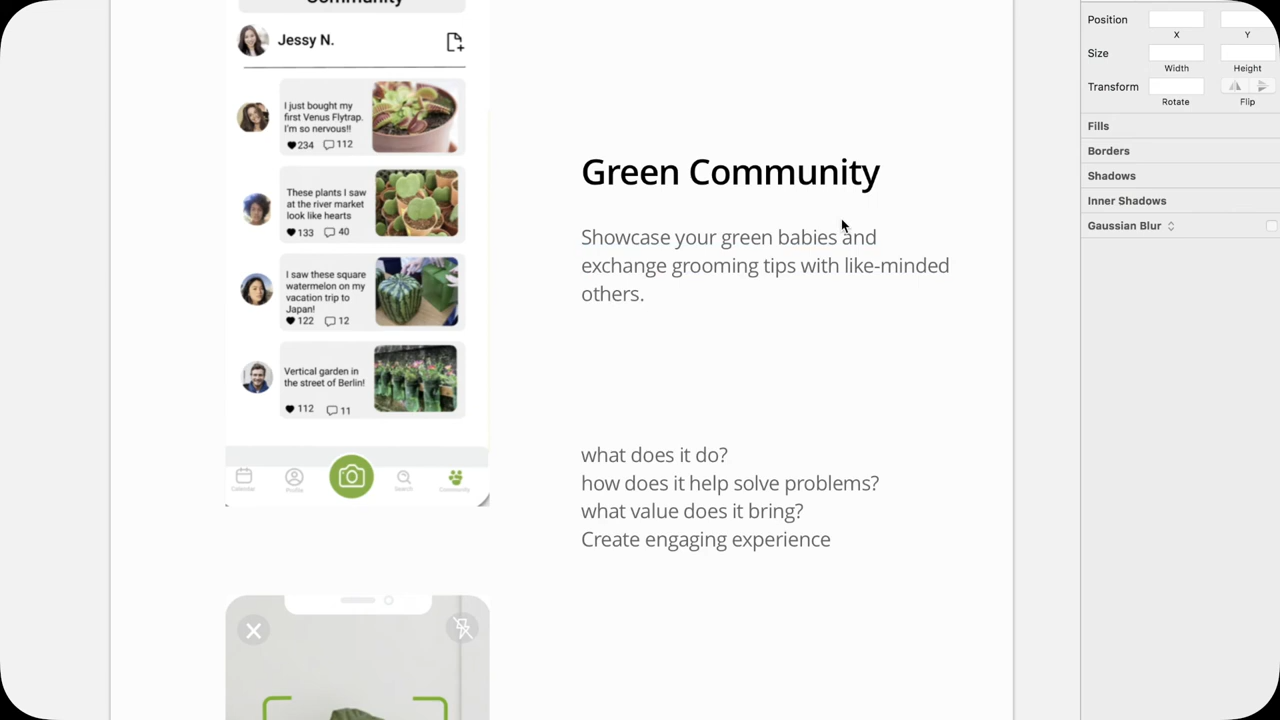 Community
Jessy N.
I just bought my
first Venus Flytrap.
I'm so nervous!!
234 112
These plants I saw
at the river market
look like hearts
133 40
I saw these square
watermelon on my
vacation trip to
Japan!
122 12
Vertical garden in
the street of Berlin!
112 11
Calendar
Profile
Search
Community
Green Community
Showcase your green babies and
exchange grooming tips with like-minded
others.
what does it do?
how does it help solve problems?
what value does it bring?
Create engaging experience
Position
X Y
Size
Width Height
Transform
Rotate Flip
Fills
Borders
Shadows
Inner Shadows
Gaussian Blur